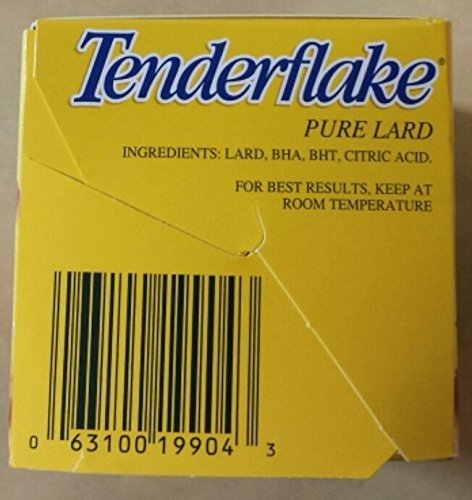 Tenderflake®
PURE LARD
INGREDIENTS: LARD, BHA, BHT, CITRIC ACID.
FOR BEST RESULTS, KEEP AT
ROOM TEMPERATURE
0 63100 19904 3